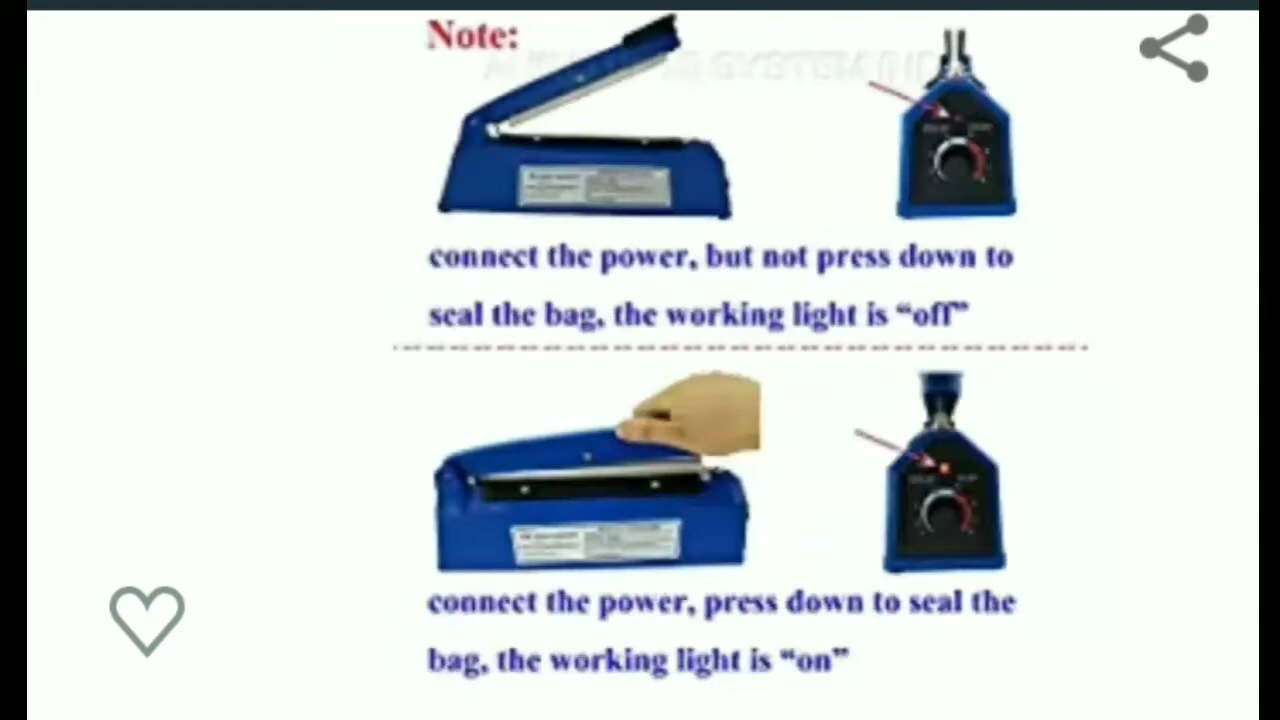 Note:
connect the power, but not press down to
seal the bag, the working light is “off”
connect the power, press down to seal the
bag, the working light is “on”